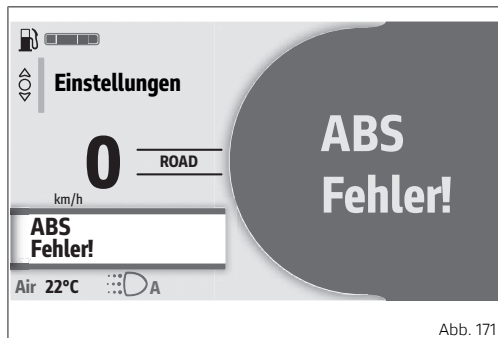 Einstellungen
0
ROAD
km/h
ABS
Fehler!
Air 22°C
A
ABS
Fehler!
Abb. 171